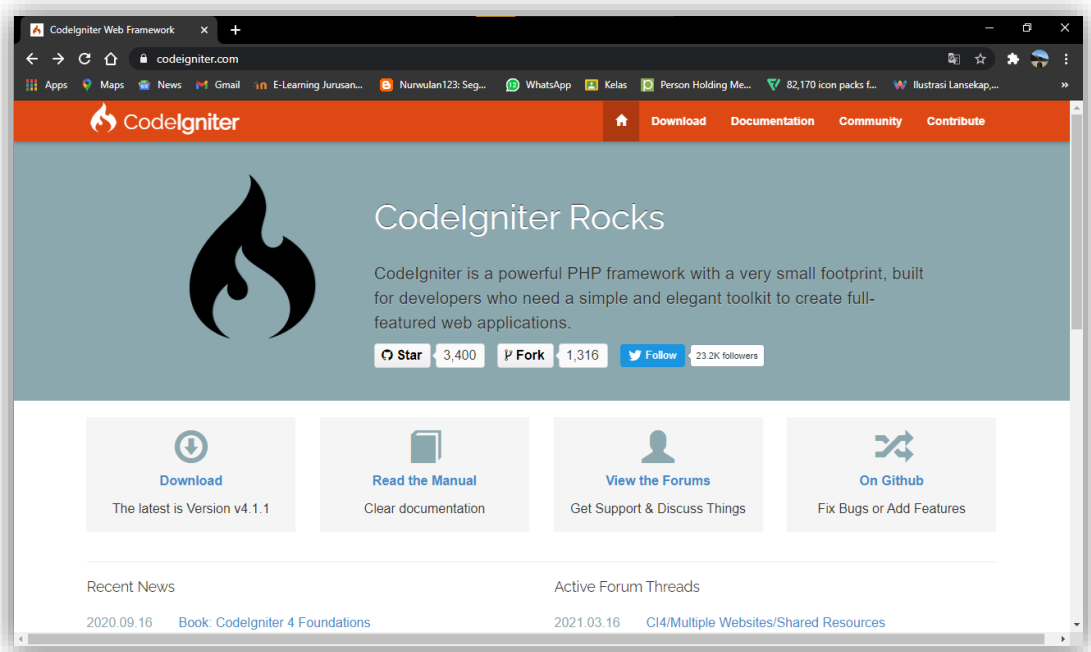 CodeIgniter Web Framework
codeigniter.com
Apps Maps News Gmail E-Learning Jurusan... Nurwulan123: Seg... WhatsApp Kelas Person Holding Me... 82,170 icon packs f... Ilustrasi Lansekap,... »
CodeIgniter Download Documentation Community Contribute
CodeIgniter Rocks
CodeIgniter is a powerful PHP framework with a very small footprint, built
for developers who need a simple and elegant toolkit to create full-
featured web applications.
Star 3,400 Fork 1,316 Follow 23.2K followers
Download Read the Manual View the Forums On Github
The latest is Version v4.1.1 Clear documentation Get Support & Discuss Things Fix Bugs or Add Features
Recent News Active Forum Threads
2020.09.16 Book: CodeIgniter 4 Foundations 2021.03.16 CI4/Multiple Websites/Shared Resources